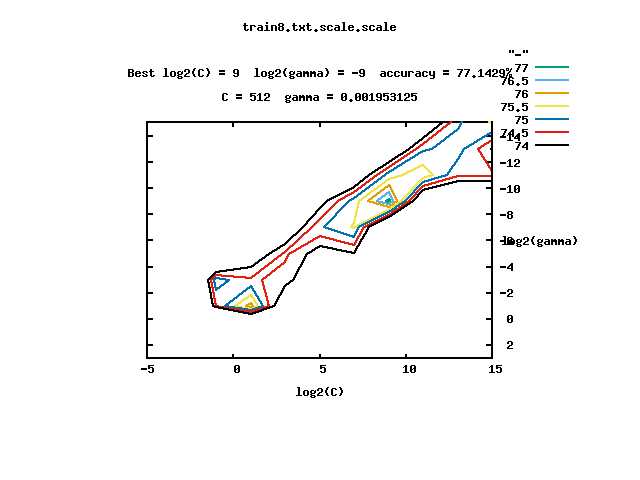 train8.txt.scale.scale
"-"
Best log2(C) = 9 log2(gamma) = -9 accuracy = 77.1429%
77
76.5
C = 512 gamma = 0.001953125
76
75.5
75
74.5
74
-14
-12
-10
-8
-6
log2(gamma)
-4
-2
0
2
-5 0 5 10 15
log2(C)